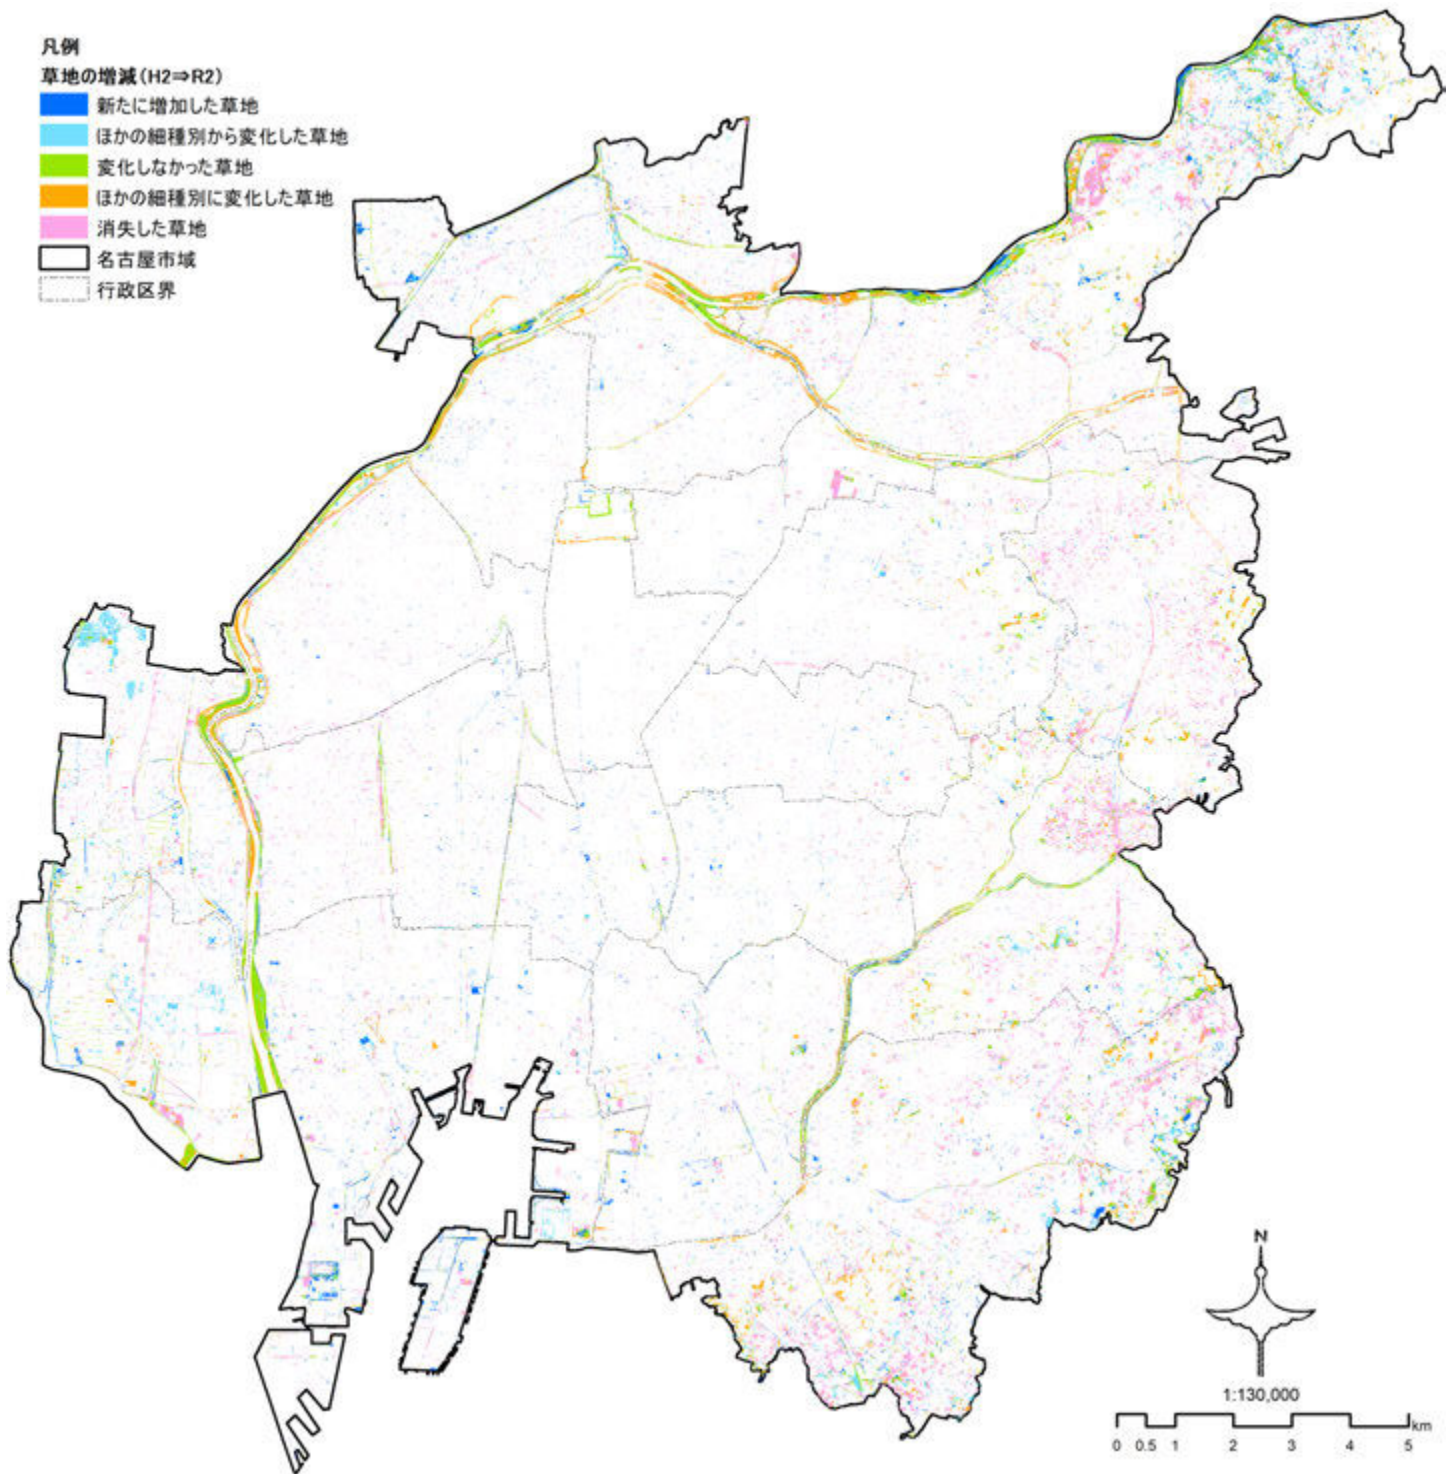 凡例
草地の増減(H2⇒R2)
新たに増加した草地
ほかの細種別から変化した草地
変化しなかった草地
ほかの細種別に変化した草地
消失した草地
名古屋市域
行政区界
N
1:130,000
km
0 0.5 1 2 3 4 5